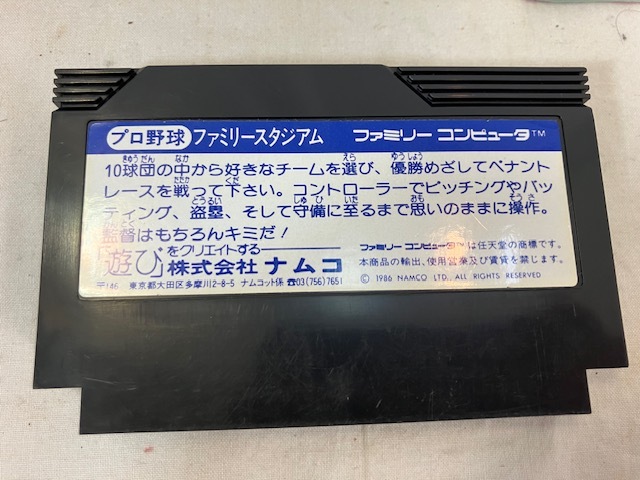 プロ野球 ファミリースタジアム ファミリー コンピュータ™
10球団の中から好きなチームを選び、優勝めざしてペナント
レースを戦って下さい。コントローラーでピッチングやバッ
ティング、盗塁、そして守備に至るまで思いのままに操作。
監督はもちろんキミだ!
「遊び」をクリエイトする
株式会社 ナムコ
〒146 東京都大田区多摩川2-8-5 ナムコット係 ☎03(756)7651
ファミリー コンピュータ™は任天堂の商標です。
本商品の輸出、使用営業及び賃貸を禁じます。
©1986 NAMCO LTD., ALL RIGHTS RESERVED